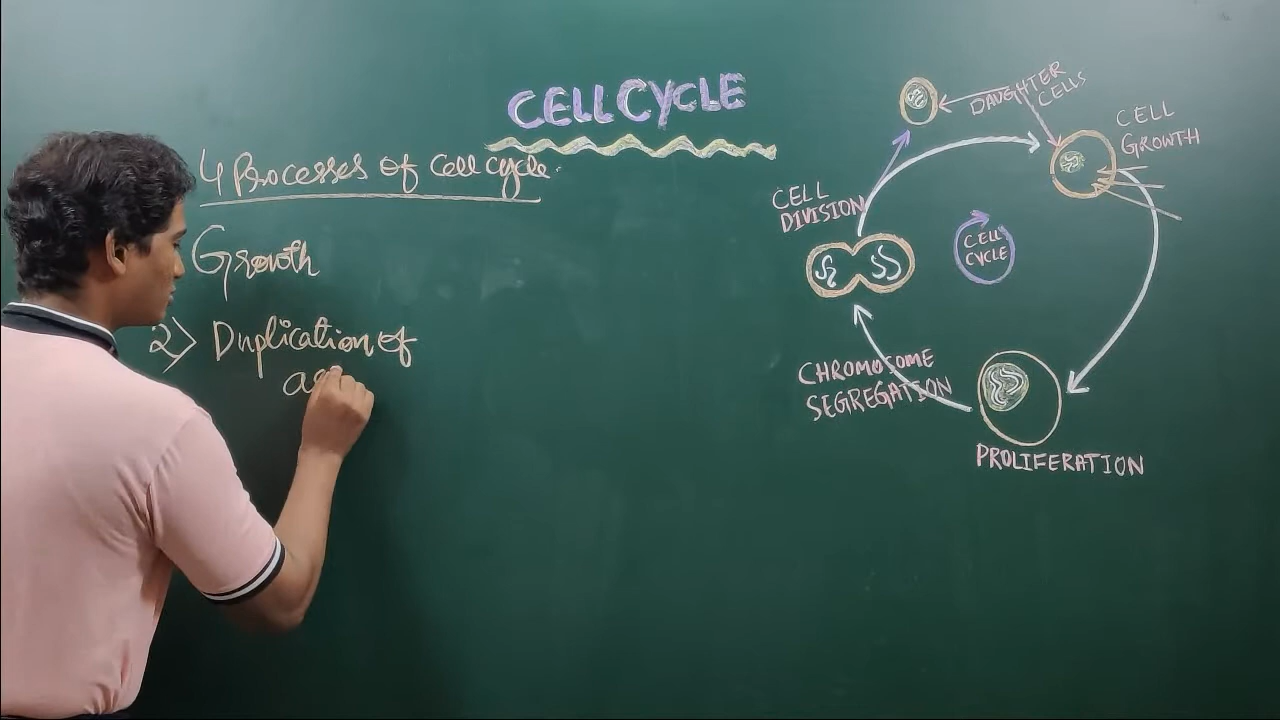 CELL CYCLE
4 Processes of Cell cycle.
Growth
2> Duplication of
DAUGHTER
CELLS
CELL
GROWTH
CELL
DIVISION
CELL
CYCLE
CHROMOSOME
SEGREGATION
PROLIFERATION